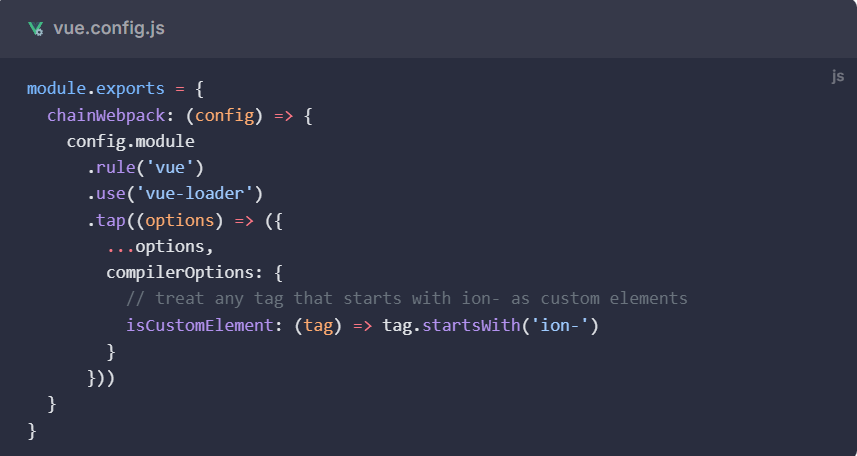 vue.config.js
js
module.exports = {
  chainWebpack: (config) => {
    config.module
      .rule('vue')
      .use('vue-loader')
      .tap((options) => ({
        ...options,
        compilerOptions: {
          // treat any tag that starts with ion- as custom elements
          isCustomElement: (tag) => tag.startsWith('ion-')
        }
      }))
  }
}